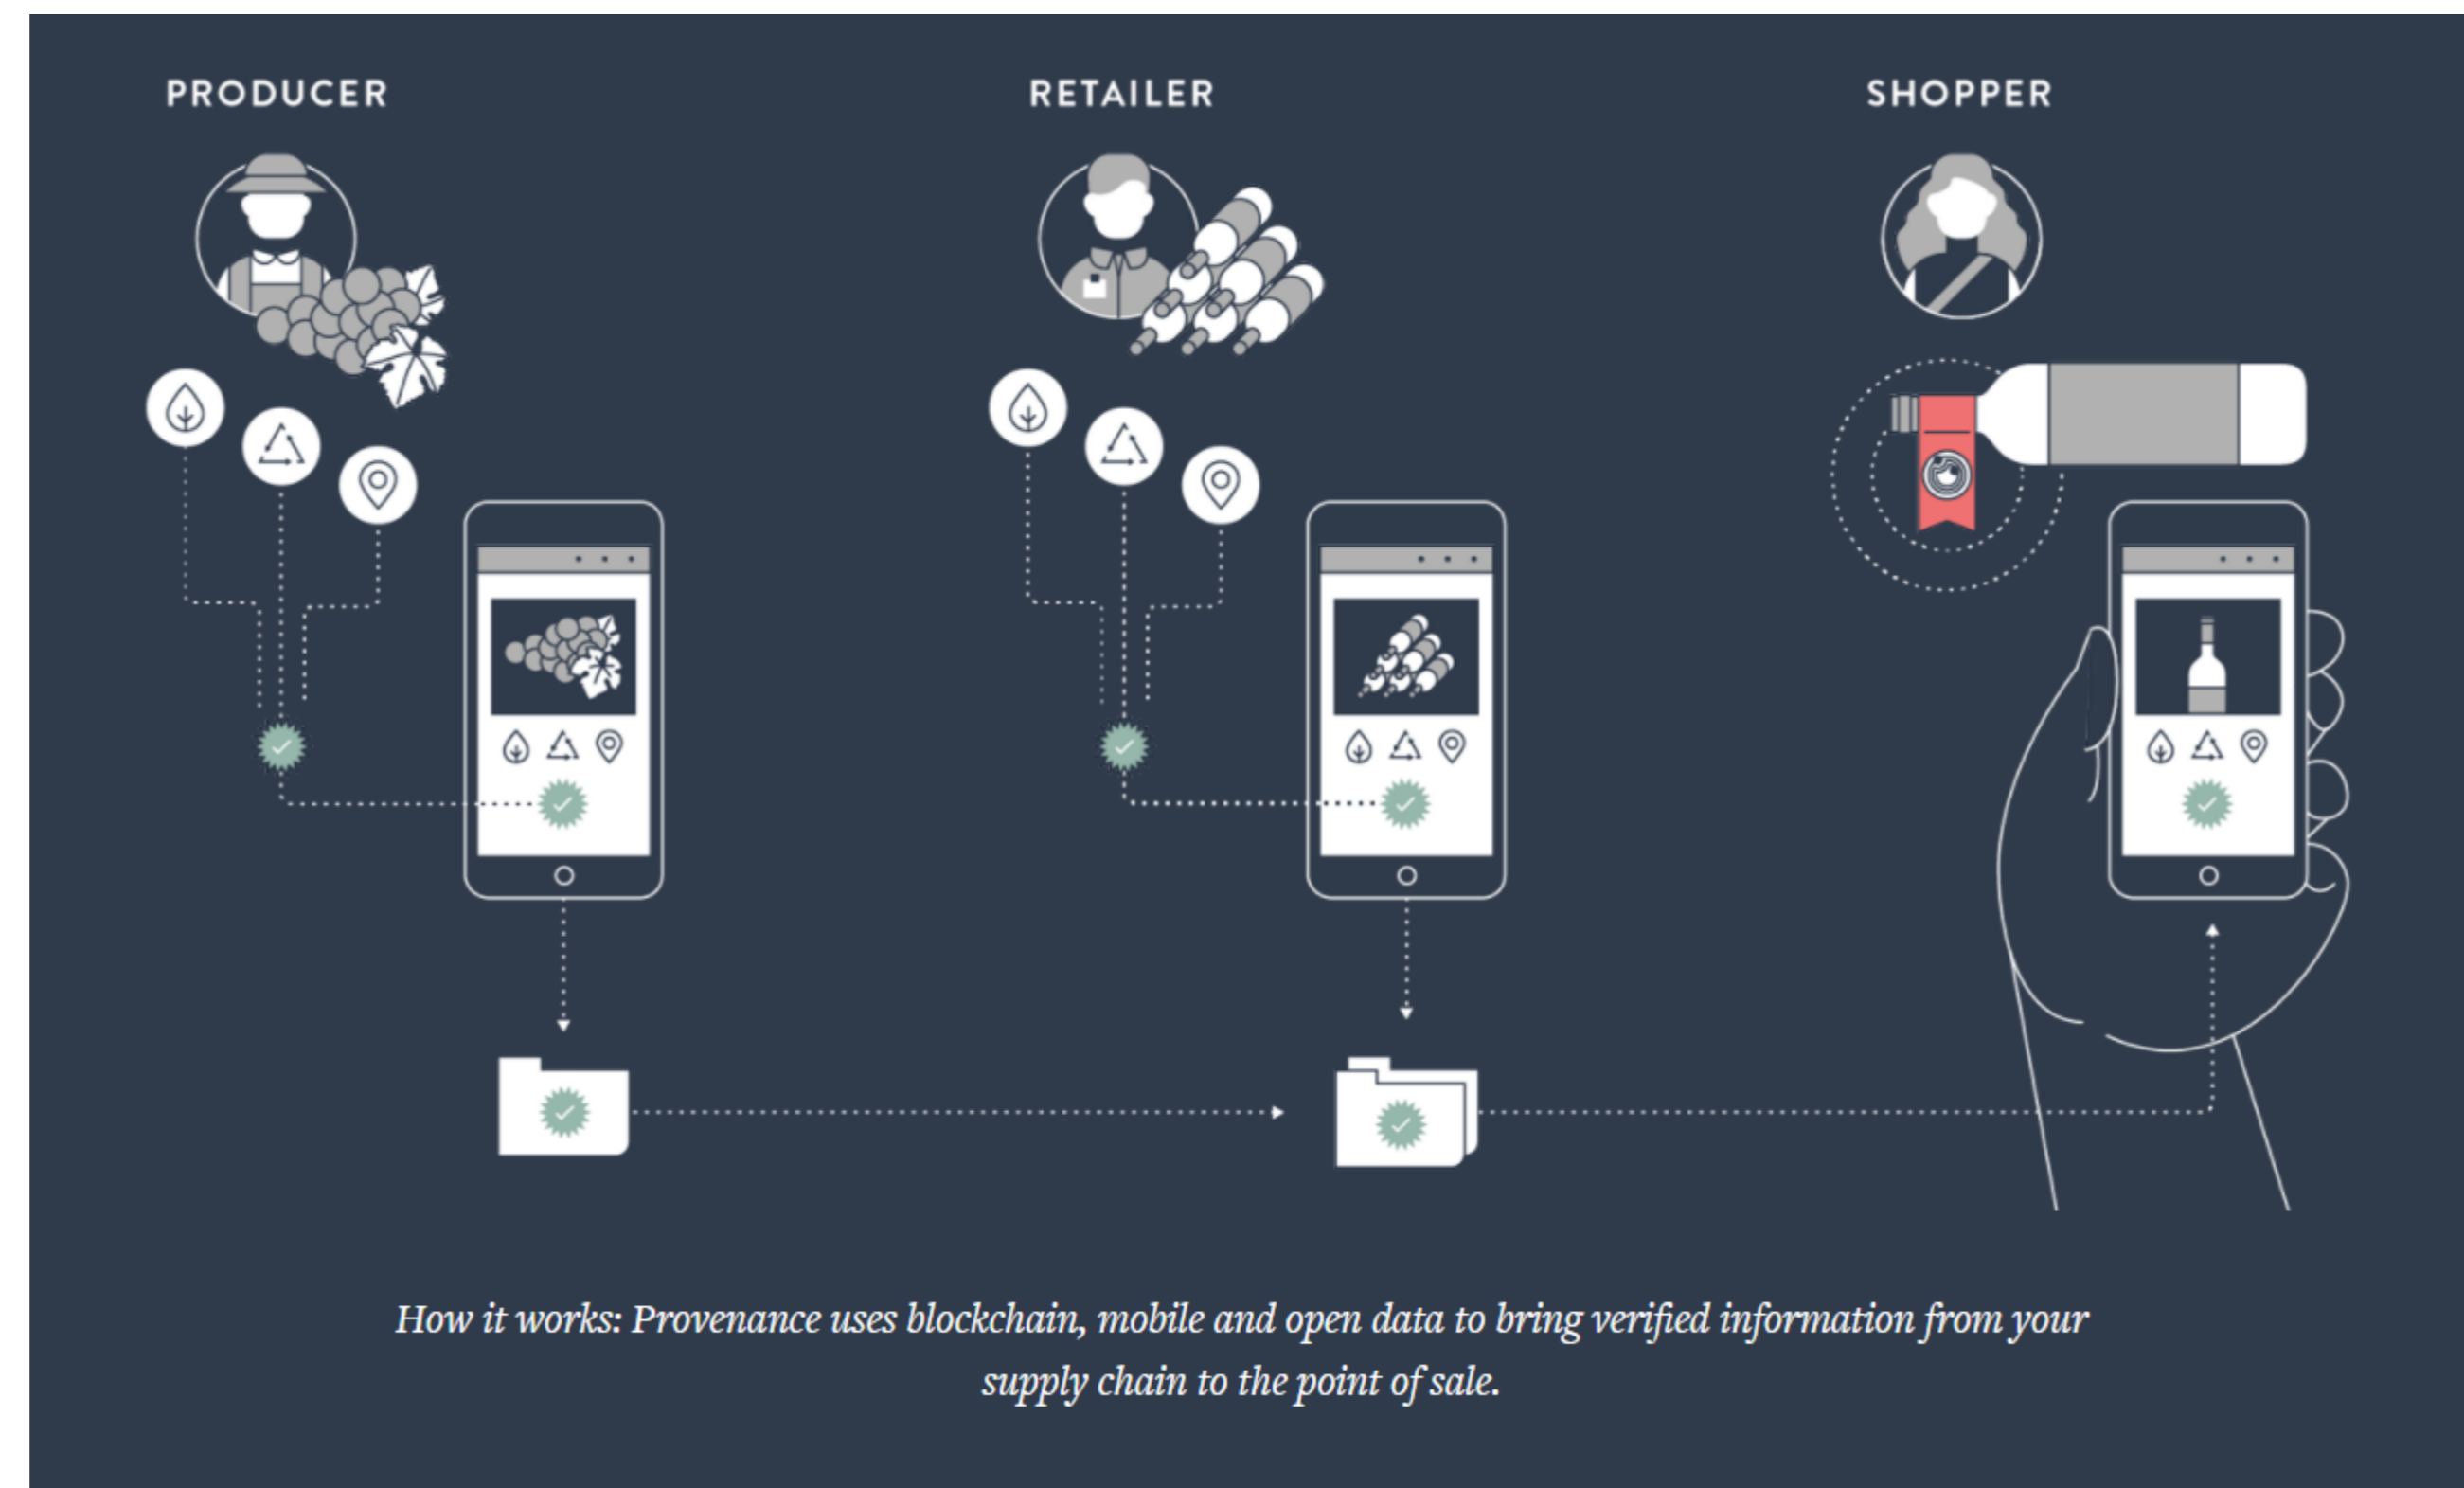 PRODUCER
RETAILER
SHOPPER
How it works: Provenance uses blockchain, mobile and open data to bring verified information from your
supply chain to the point of sale.